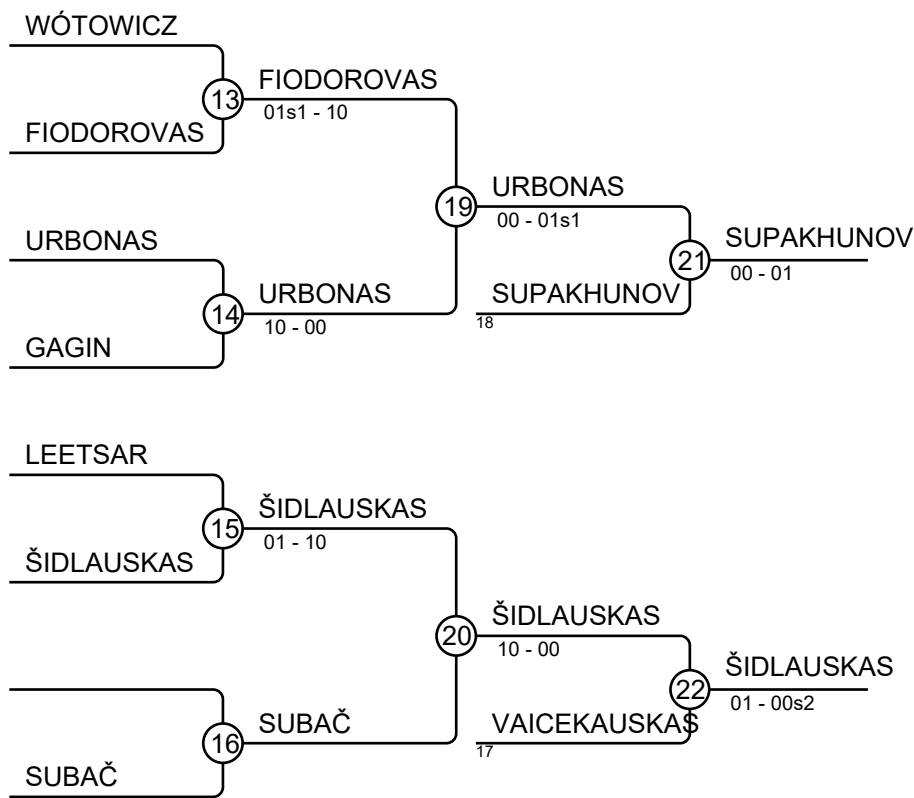 WÓTOWICZ
13
FIODOROVAS
01s1 - 10
FIODOROVAS
19
URBONAS
00 - 01s1
URBONAS
21
SUPAKHUNOV
00 - 01
14
URBONAS
10 - 00
SUPAKHUNOV
18
GAGIN
LEETSAR
15
ŠIDLAUSKAS
01 - 10
ŠIDLAUSKAS
20
ŠIDLAUSKAS
10 - 00
22
ŠIDLAUSKAS
01 - 00s2
16
SUBAČ
VAICEKAUSKAS
17
SUBAČ